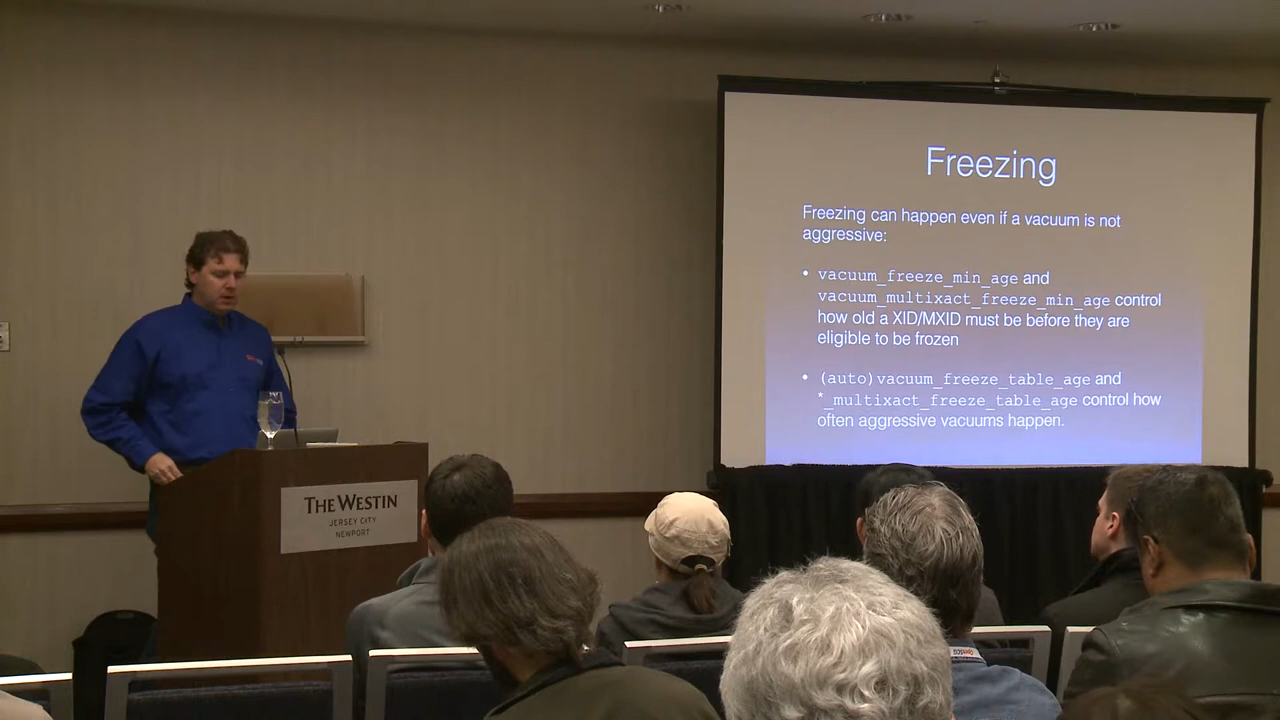 Freezing
Freezing can happen even if a vacuum is not
aggressive:
• vacuum_freeze_min_age and
vacuum_multixact_freeze_min_age control
how old a XID/MXID must be before they are
eligible to be frozen
• (auto)vacuum_freeze_table_age and
*_multixact_freeze_table_age control how
often aggressive vacuums happen.
THE WESTIN
JERSEY CITY
NEWPORT
OpenSCG